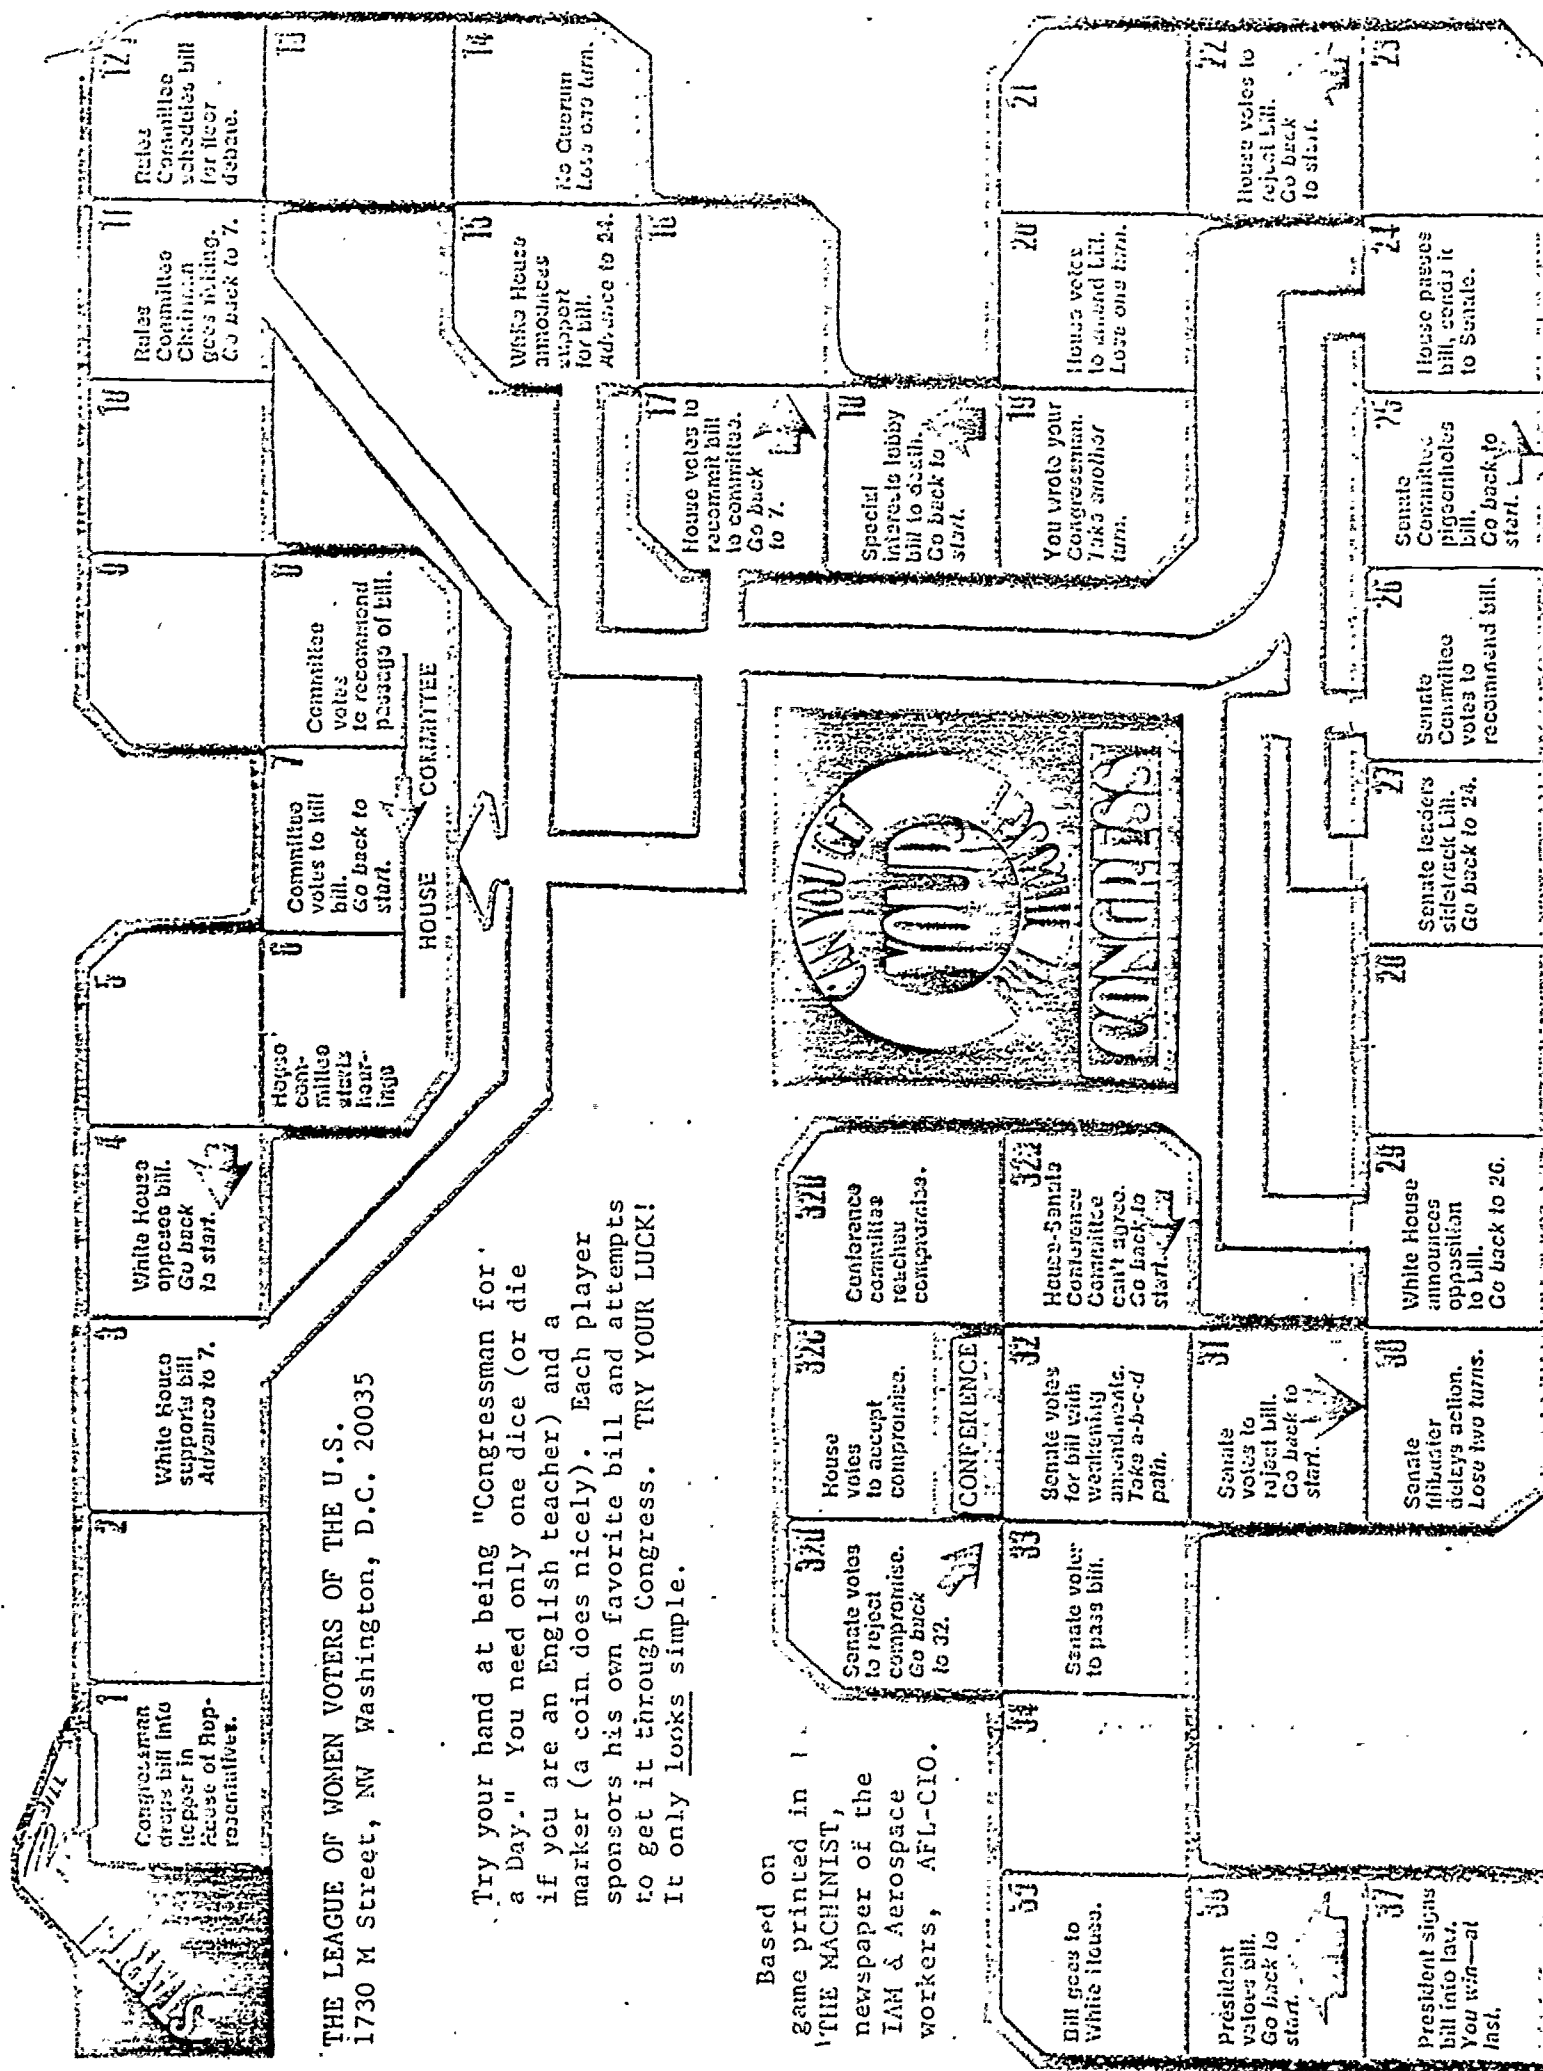 START
HERE
1
Congressman
drops bill into
hopper in
House of Rep-
resentatives.
2
3
White House
supports bill
Advance to 7.
4
White House
opposes bill.
Go back
to start.
5
6
House
com-
mittee
starts
hear-
ings
7
Committee
votes to kill
bill.
Go back to
start.
8
Committee
votes
to recommend
passage of bill.
HOUSE COMMITTEE
9
10
11
Rules
Committee
Chairman
goes fishing.
Go back to 7.
12
Rules
Committee
schedules bill
for floor
debate.
13
14
No Quorum
Lose one turn.
15
White House
announces
support
for bill.
Advance to 24.
16
17
House votes to
recommit bill
to committee.
Go back
to 7.
18
Special
interests lobby
bill to death.
Go back to
start.
19
You wrote your
Congressman.
Take another
turn.
20
House votes
to amend bill.
Lose one turn.
21
22
House votes to
reject bill.
Go back
to start.
23
24
House passes
bill, sends it
to Senate.
25
Senate
Committee
pigeonholes
bill.
Go back to
start.
26
Senate
Committee
votes to
recommend bill.
27
Senate leaders
sidetrack bill.
Go back to 24.
28
29
White House
announces
opposition
to bill.
Go back to 26.
30
Senate
filibuster
delays action.
Lose two turns.
31
Senate
votes to
reject bill.
Go back to
start.
32
Senate votes
for bill with
weakening
amendments.
Take a-b-c-d
path.
32a
House-Senate
Conference
Committee
can't agree.
Go back to
start.
32b
Conference
committee
reaches
compromise.
32c
House
votes
to accept
compromise.
CONFERENCE
32d
Senate votes
to reject
compromise.
Go back
to 32.
33
Senate votes
to pass bill.
34
35
Bill goes to
White House.
36
President
vetoes bill.
Go back to
start.
37
President signs
bill into law.
You win—at
last.
CAN YOU GET
YOUR
BILL THRU
CONGRESS
THE LEAGUE OF WOMEN VOTERS OF THE U.S.
1730 M Street, NW Washington, D.C. 20035
Try your hand at being "Congressman for
a Day." You need only one dice (or die
if you are an English teacher) and a
marker (a coin does nicely). Each player
sponsors his own favorite bill and attempts
to get it through Congress. TRY YOUR LUCK!
It only looks simple.
Based on
game printed in
'THE MACHINIST,
newspaper of the
IAM & Aerospace
workers, AFL-CIO.